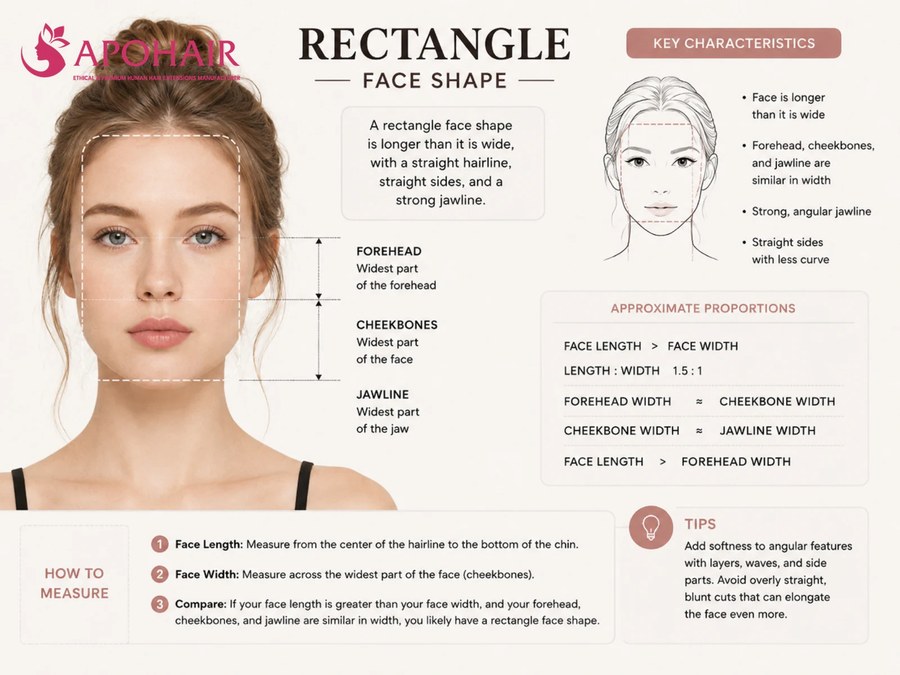 APOHAIR
RECTANGLE
FACE SHAPE
A rectangle face shape
is longer than it is wide,
with a straight hairline,
straight sides, and a
strong jawline.
KEY CHARACTERISTICS
• Face is longer
than it is wide
• Forehead, cheekbones,
and jawline are
similar in width
• Strong, angular jawline
• Straight sides
with less curve
FOREHEAD
Widest part
of the forehead
CHEEKBONES
Widest part
of the face
JAWLINE
Widest part
of the jaw
APPROXIMATE PROPORTIONS
FACE LENGTH > FACE WIDTH
LENGTH : WIDTH 1.5 : 1
FOREHEAD WIDTH ≈ CHEEKBONE WIDTH
CHEEKBONE WIDTH ≈ JAWLINE WIDTH
FACE LENGTH > FOREHEAD WIDTH
HOW TO
MEASURE
1 Face Length: Measure from the center of the hairline to the bottom of the chin.
2 Face Width: Measure across the widest part of the face (cheekbones).
3 Compare: If your face length is greater than your face width, and your forehead,
cheekbones, and jawline are similar in width, you likely have a rectangle face shape.
TIPS
Add softness to angular features
with layers, waves, and side
parts. Avoid overly straight,
blunt cuts that can elongate
the face even more.